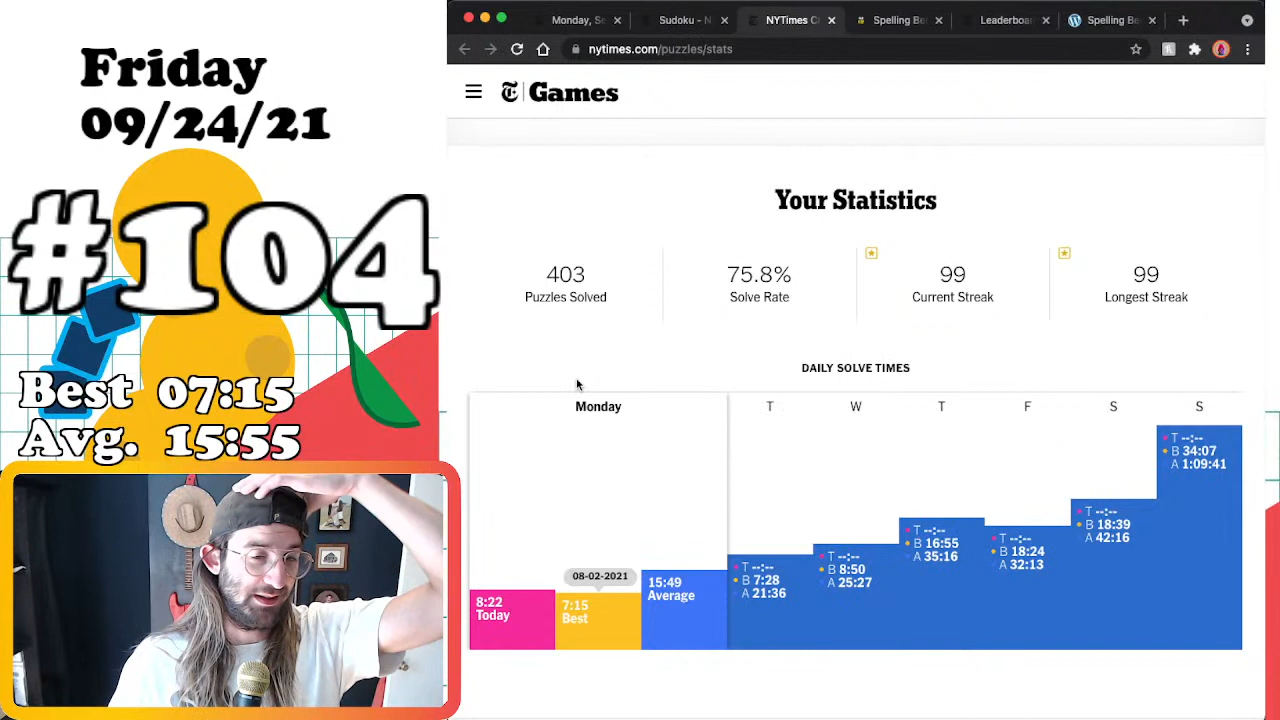 Friday
09/24/21
#104
Best 07:15
Avg. 15:55
Monday, Se
Sudoku - N
NYTimes C
Spelling Be
Leaderboa
Spelling Be
nytimes.com/puzzles/stats
T Games
Your Statistics
403
Puzzles Solved
75.8%
Solve Rate
99
Current Streak
99
Longest Streak
DAILY SOLVE TIMES
Monday
T W T F S S
08-02-2021
8:22
Today
7:15
Best
15:49
Average
T --:--
B 7:28
A 21:36
T --:--
B 8:50
A 25:27
T --:--
B 16:55
A 35:16
T --:--
B 18:24
A 32:13
T --:--
B 18:39
A 42:16
T --:--
B 34:07
A 1:09:41